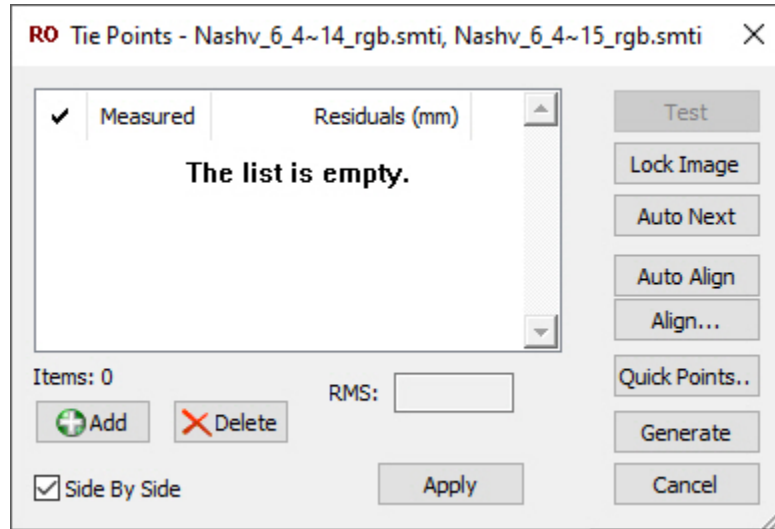 RO Tie Points - Nashv_6_4~14_rgb.smti, Nashv_6_4~15_rgb.smti
Measured Residuals (mm)
The list is empty.
Test
Lock Image
Auto Next
Auto Align
Align...
Quick Points..
Generate
Cancel
Items: 0
RMS:
Add
Delete
Side By Side
Apply